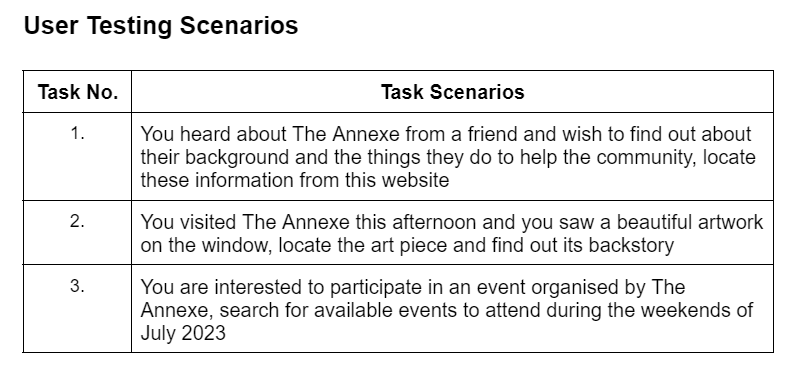 User Testing Scenarios
Task No. Task Scenarios
1. You heard about The Annexe from a friend and wish to find out about
their background and the things they do to help the community, locate
these information from this website
2. You visited The Annexe this afternoon and you saw a beautiful artwork
on the window, locate the art piece and find out its backstory
3. You are interested to participate in an event organised by The
Annexe, search for available events to attend during the weekends of
July 2023